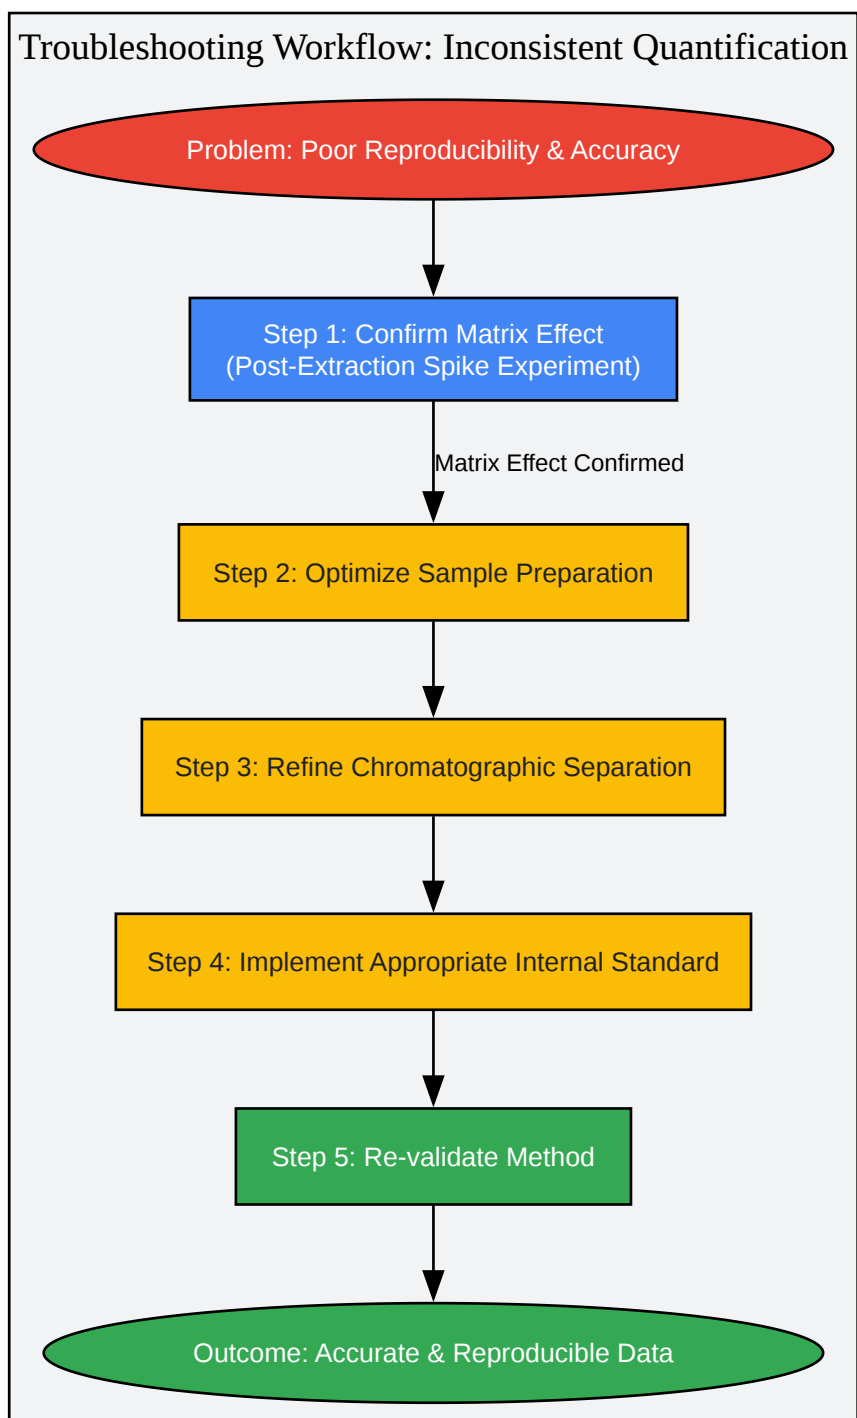 Troubleshooting Workflow: Inconsistent Quantification
Problem: Poor Reproducibility & Accuracy
Step 1: Confirm Matrix Effect
(Post-Extraction Spike Experiment)
Matrix Effect Confirmed
Step 2: Optimize Sample Preparation
Step 3: Refine Chromatographic Separation
Step 4: Implement Appropriate Internal Standard
Step 5: Re-validate Method
Outcome: Accurate & Reproducible Data